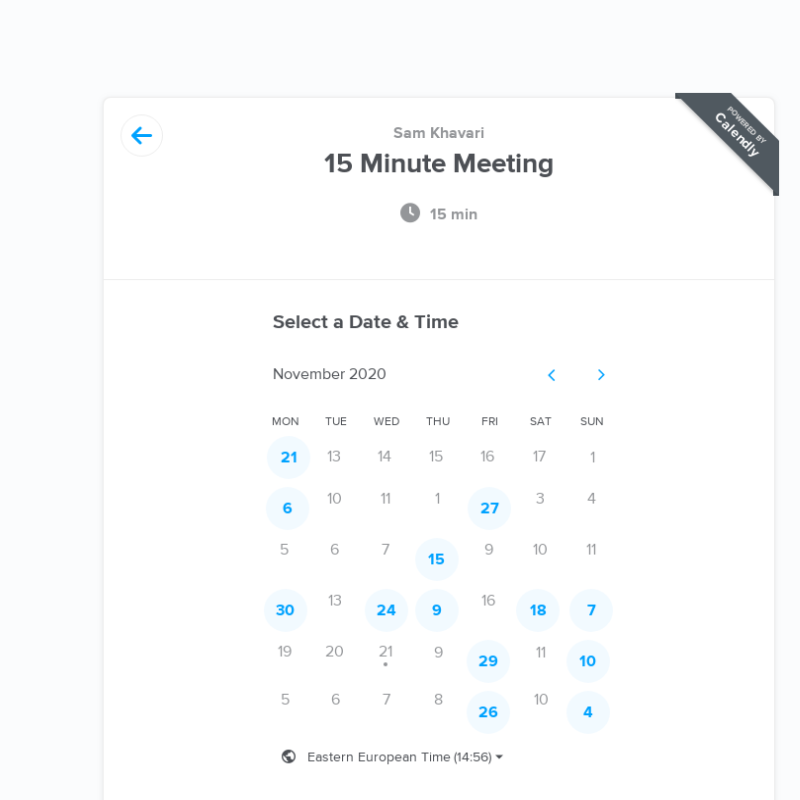 POWERED BY
Calendly
Sam Khavari
15 Minute Meeting
15 min
Select a Date & Time
November 2020
MON TUE WED THU FRI SAT SUN
21 13 14 15 16 17 1
6 10 11 1 27 3 4
5 6 7 15 9 10 11
30 13 24 9 16 18 7
19 20 21 9 29 11 10
5 6 7 8 26 10 4
Eastern European Time (14:56)